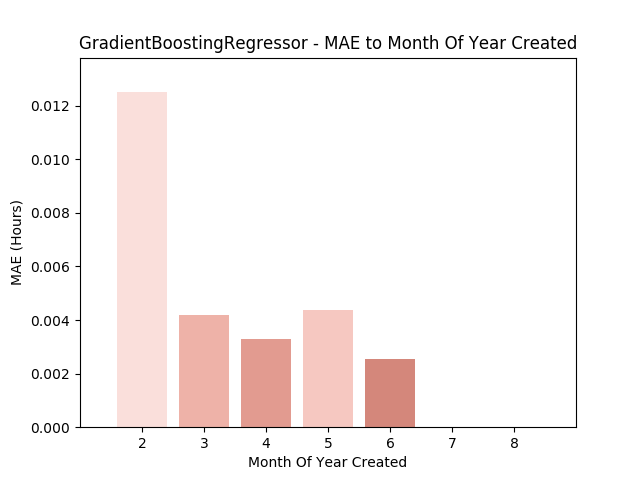 GradientBoostingRegressor - MAE to Month Of Year Created
0.012
0.010
0.008
0.006
0.004
0.002
0.000
MAE (Hours)
2 3 4 5 6 7 8
Month Of Year Created